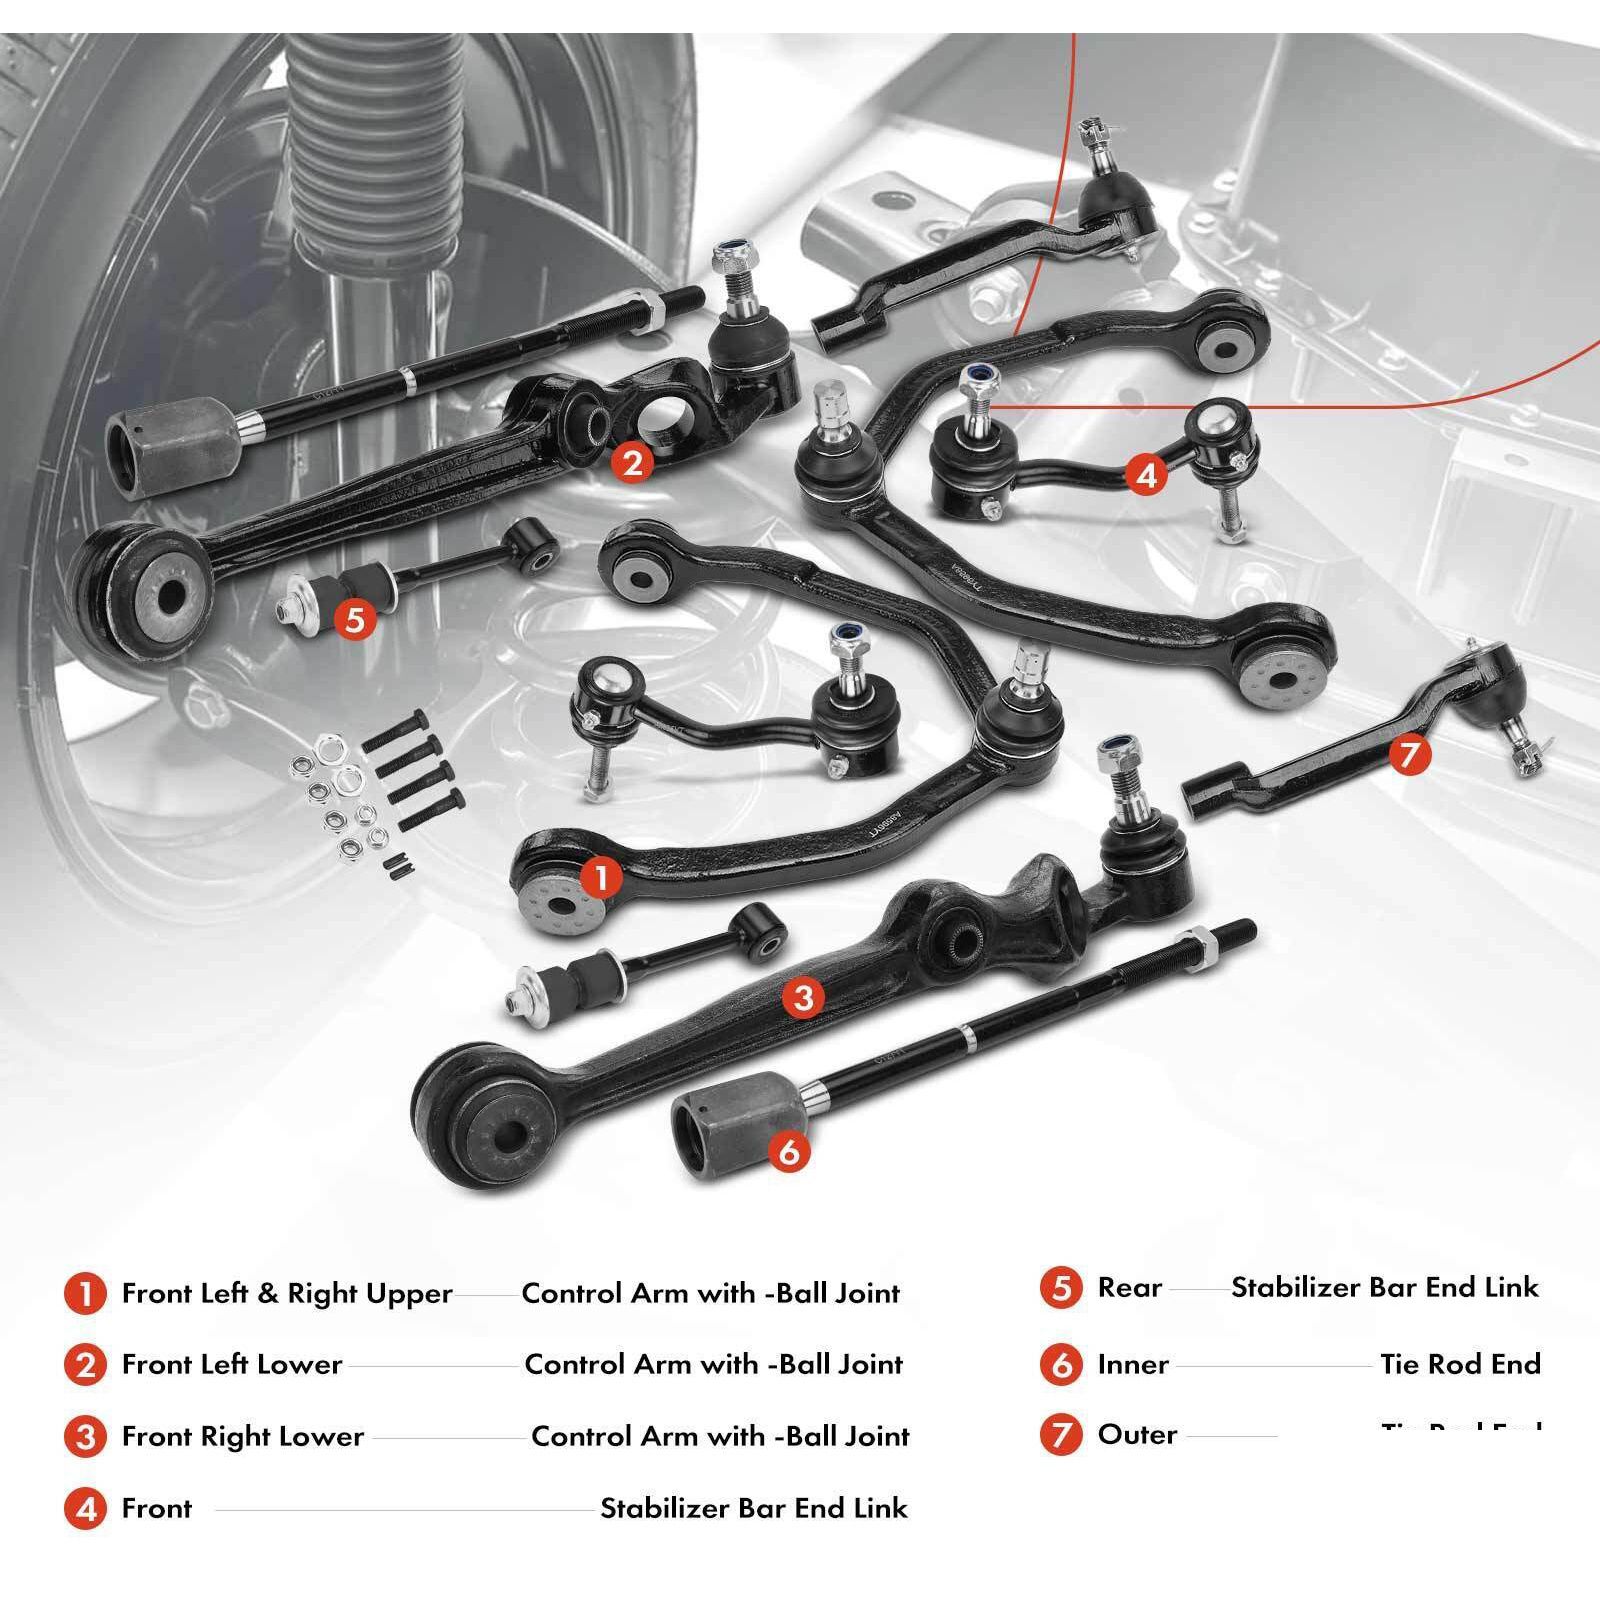 2
4
5
7
1
3
6
1 Front Left & Right Upper Control Arm with -Ball Joint
2 Front Left Lower Control Arm with -Ball Joint
3 Front Right Lower Control Arm with -Ball Joint
4 Front Stabilizer Bar End Link
5 Rear Stabilizer Bar End Link
6 Inner Tie Rod End
7 Outer